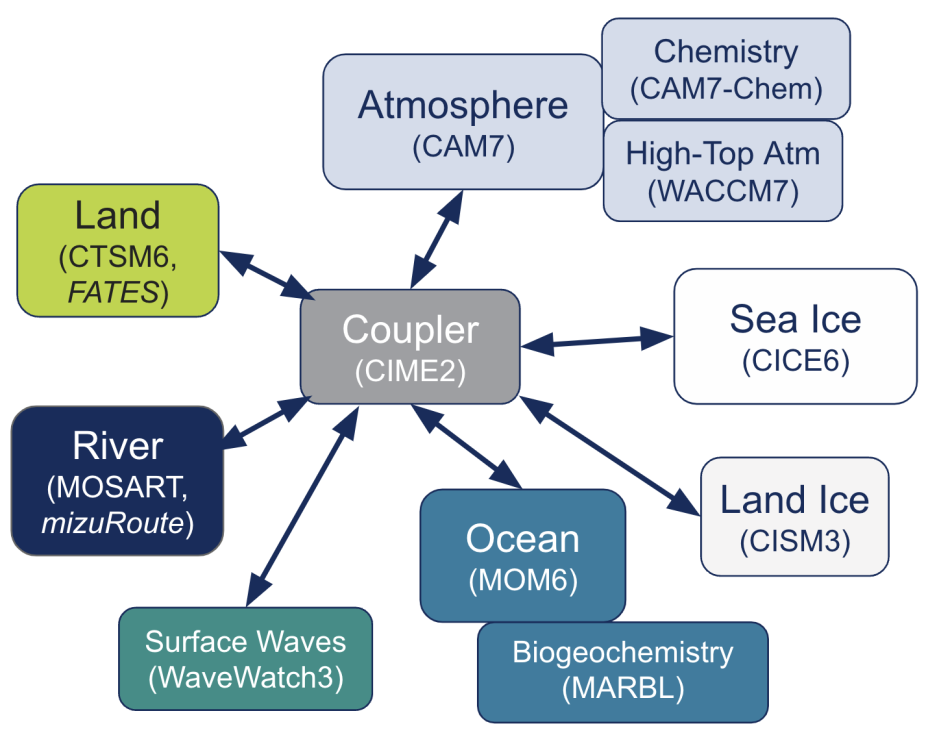 Chemistry
(CAM7-Chem)
Atmosphere
(CAM7)
High-Top Atm
(WACCM7)
Land
(CTSM6,
FATES)
Coupler
(CIME2)
Sea Ice
(CICE6)
River
(MOSART,
mizuRoute)
Land Ice
(CISM3)
Ocean
(MOM6)
Surface Waves
(WaveWatch3)
Biogeochemistry
(MARBL)